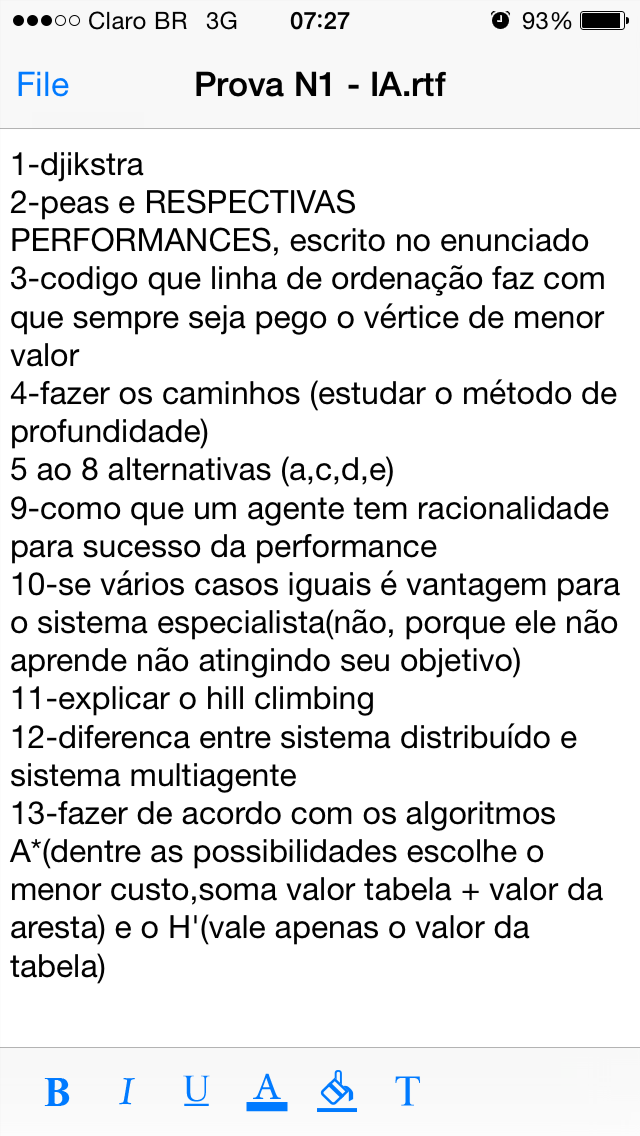 Claro BR 3G 07:27 93%
File Prova N1 - IA.rtf
1-djikstra
2-peas e RESPECTIVAS
PERFORMANCES, escrito no enunciado
3-codigo que linha de ordenação faz com
que sempre seja pego o vértice de menor
valor
4-fazer os caminhos (estudar o método de
profundidade)
5 ao 8 alternativas (a,c,d,e)
9-como que um agente tem racionalidade
para sucesso da performance
10-se vários casos iguais é vantagem para
o sistema especialista(não, porque ele não
aprende não atingindo seu objetivo)
11-explicar o hill climbing
12-diferenca entre sistema distribuído e
sistema multiagente
13-fazer de acordo com os algoritmos
A*(dentre as possibilidades escolhe o
menor custo,soma valor tabela + valor da
aresta) e o H'(vale apenas o valor da
tabela)
B I U A T